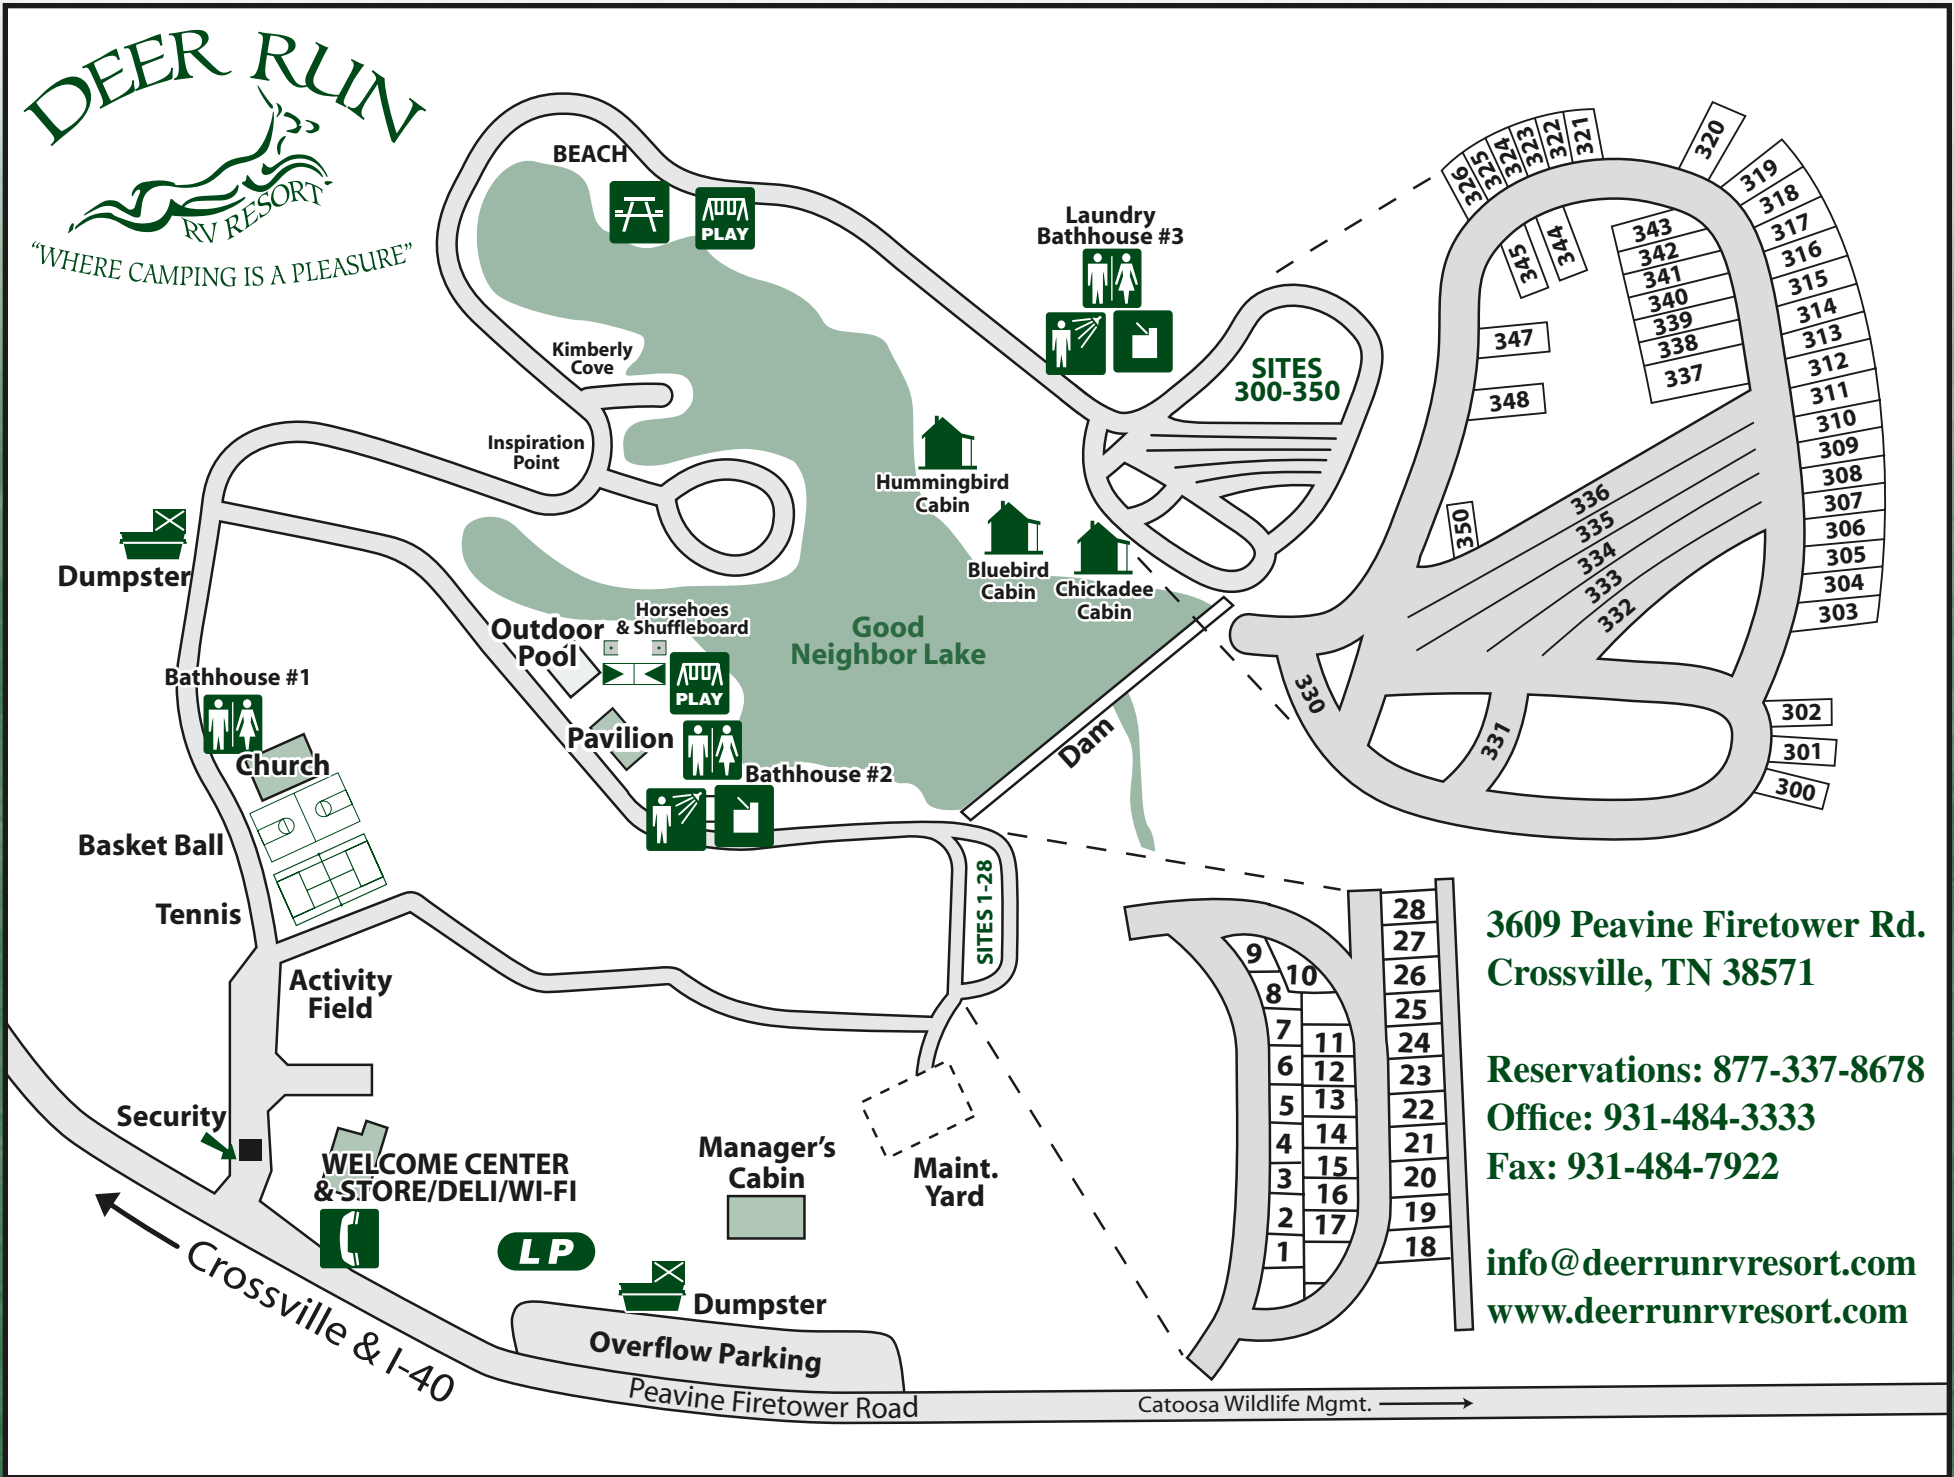 DEER RUN
RV RESORT
"WHERE CAMPING IS A PLEASURE"
BEACH
PLAY
Laundry
Bathhouse #3
SITES
300-350
Kimberly
Cove
Inspiration
Point
Hummingbird
Cabin
Bluebird
Cabin
Chickadee
Cabin
Dumpster
Outdoor
Pool
Horsehoes
& Shuffleboard
PLAY
Good
Neighbor Lake
Dam
Bathhouse #1
Church
Pavilion
Bathhouse #2
Basket Ball
Tennis
SITES 1-28
Activity
Field
Security
WELCOME CENTER
& STORE/DELI/WI-FI
LP
Manager's
Cabin
Maint.
Yard
Dumpster
Overflow Parking
Crossville & I-40
Peavine Firetower Road
Catoosa Wildlife Mgmt.
326
325
324
323
322
321
320
319
318
317
316
315
314
313
312
311
310
309
308
307
306
305
304
303
345
344
343
342
341
340
339
338
337
347
348
350
336
335
334
333
332
330
331
302
301
300
9
10
8
7
6
5
4
3
2
1
11
12
13
14
15
16
17
28
27
26
25
24
23
22
21
20
19
18
3609 Peavine Firetower Rd.
Crossville, TN 38571
Reservations: 877-337-8678
Office: 931-484-3333
Fax: 931-484-7922
info@deerrunrvresort.com
www.deerrunrvresort.com